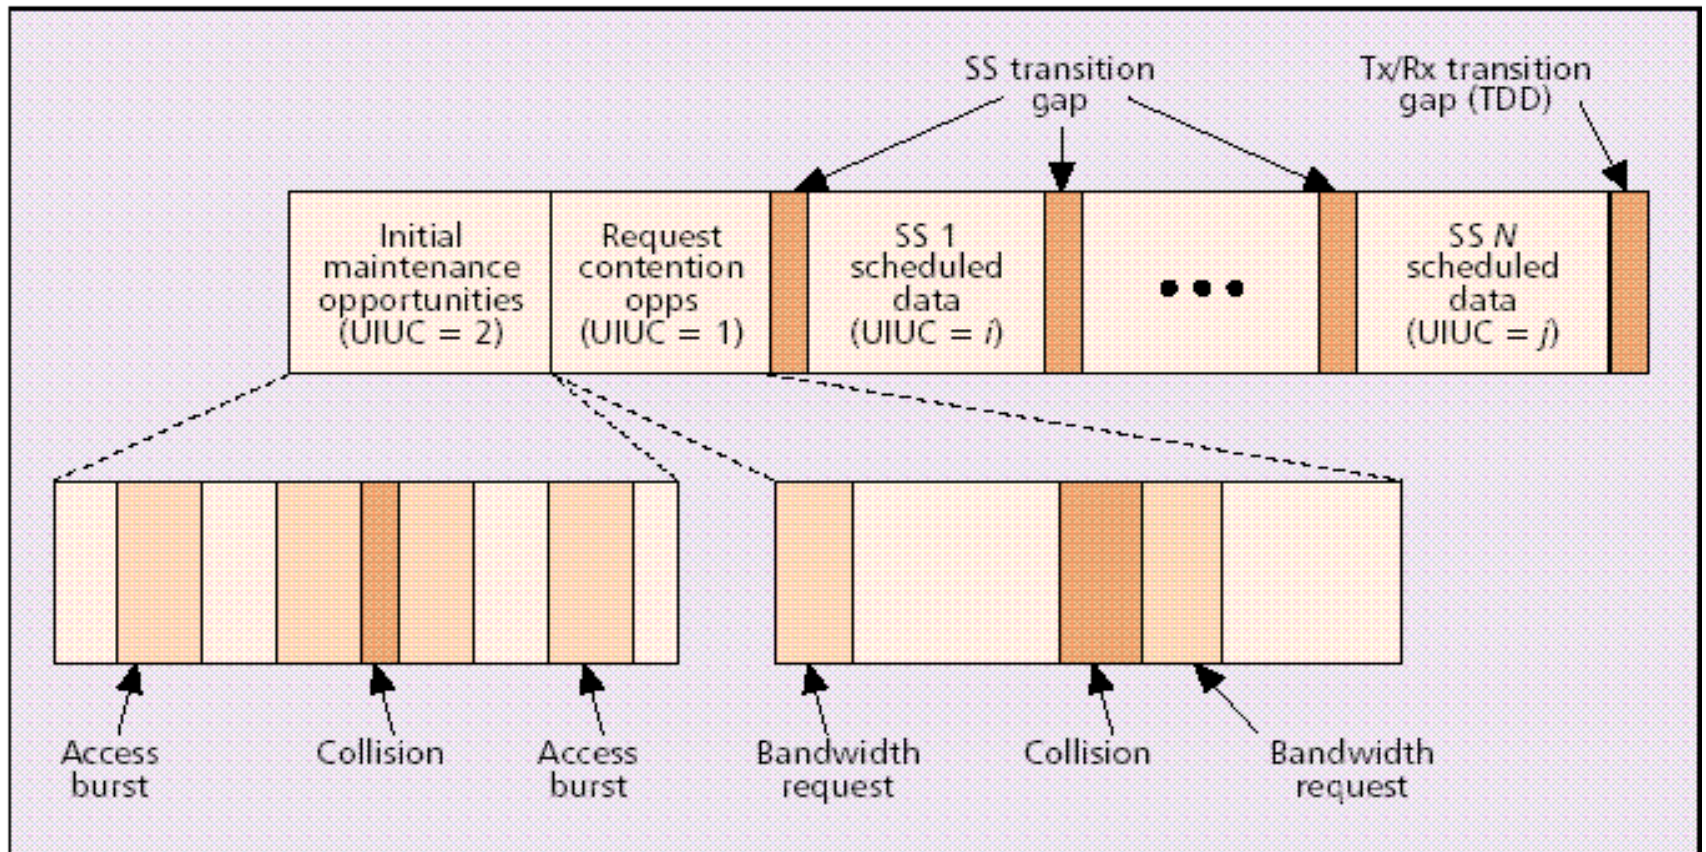 SS transition
gap
Tx/Rx transition
gap (TDD)
Initial
maintenance
opportunities
(UIUC = 2)
Request
contention
opps
(UIUC = 1)
SS 1
scheduled
data
(UIUC = i)
SS N
scheduled
data
(UIUC = j)
Access
burst
Collision
Access
burst
Bandwidth
request
Collision
Bandwidth
request